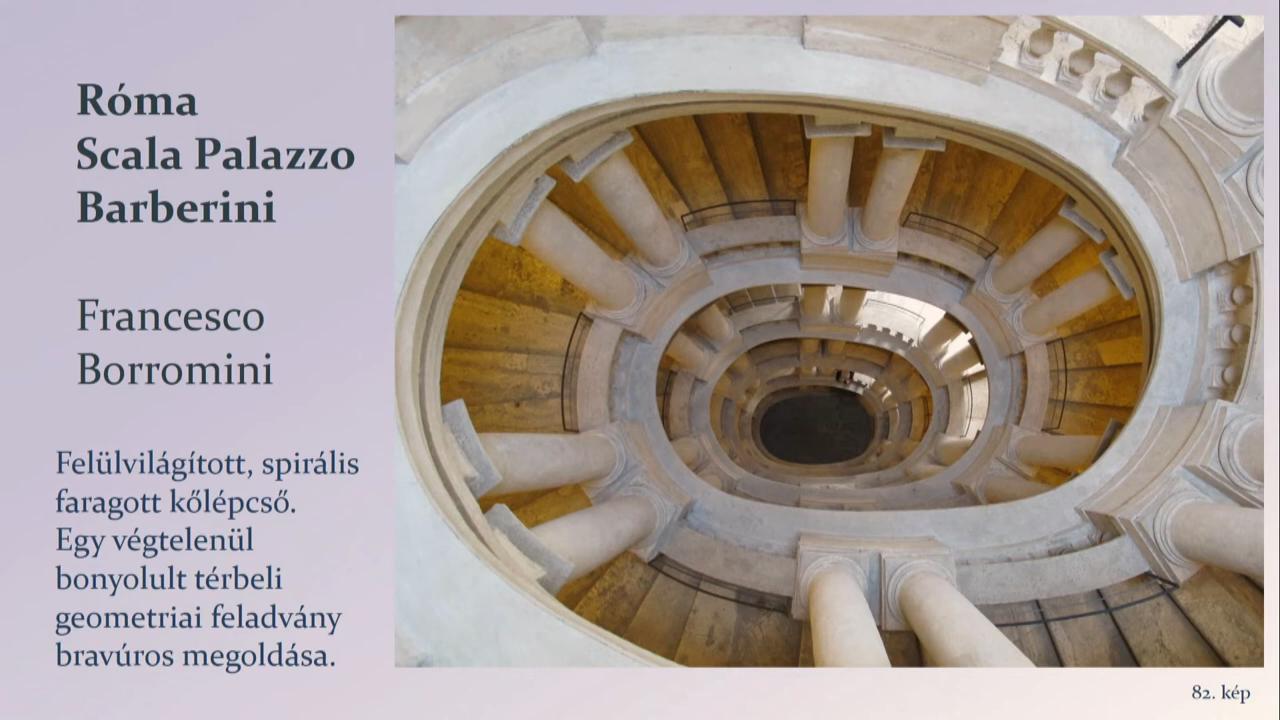 Róma
Scala Palazzo
Barberini
Francesco
Borromini
Felülvilágított, spirális
faragott kőlépcső.
Egy végtelenül
bonyolult térbeli
geometriai feladvány
bravúros megoldása.
82. kép